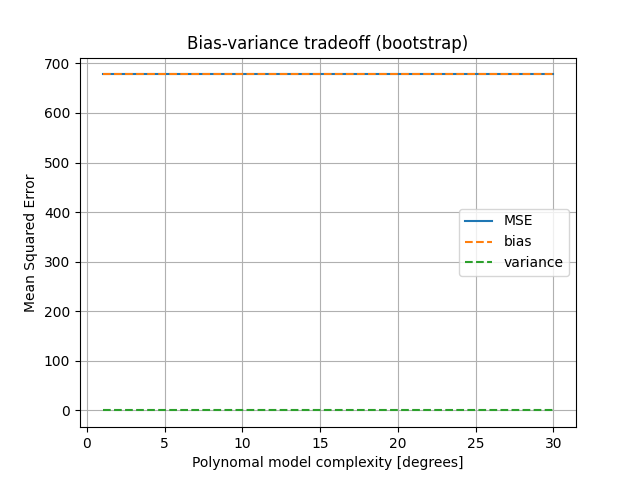 Bias-variance tradeoff (bootstrap)
700
600
500
400
300
200
100
0
Mean Squared Error
MSE
bias
variance
0 5 10 15 20 25 30
Polynomal model complexity [degrees]